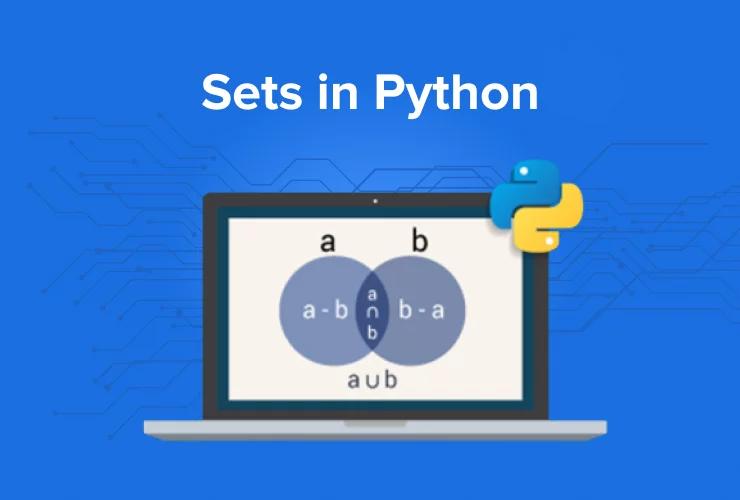 Sets in Python
a b
a - b
a
∩
b
b - a
a ∪ b